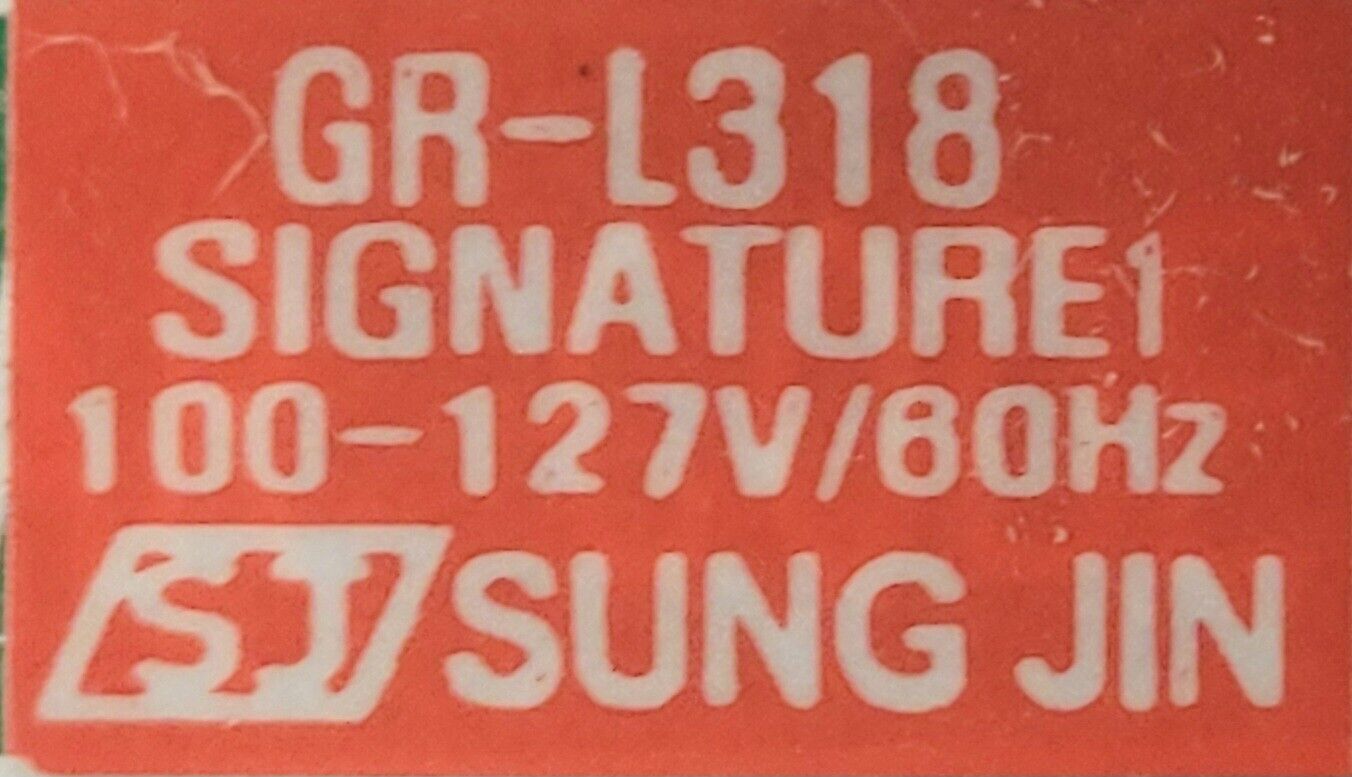 GR-L318
SIGNATURE1
100-127V/60Hz
SJ SUNG JIN